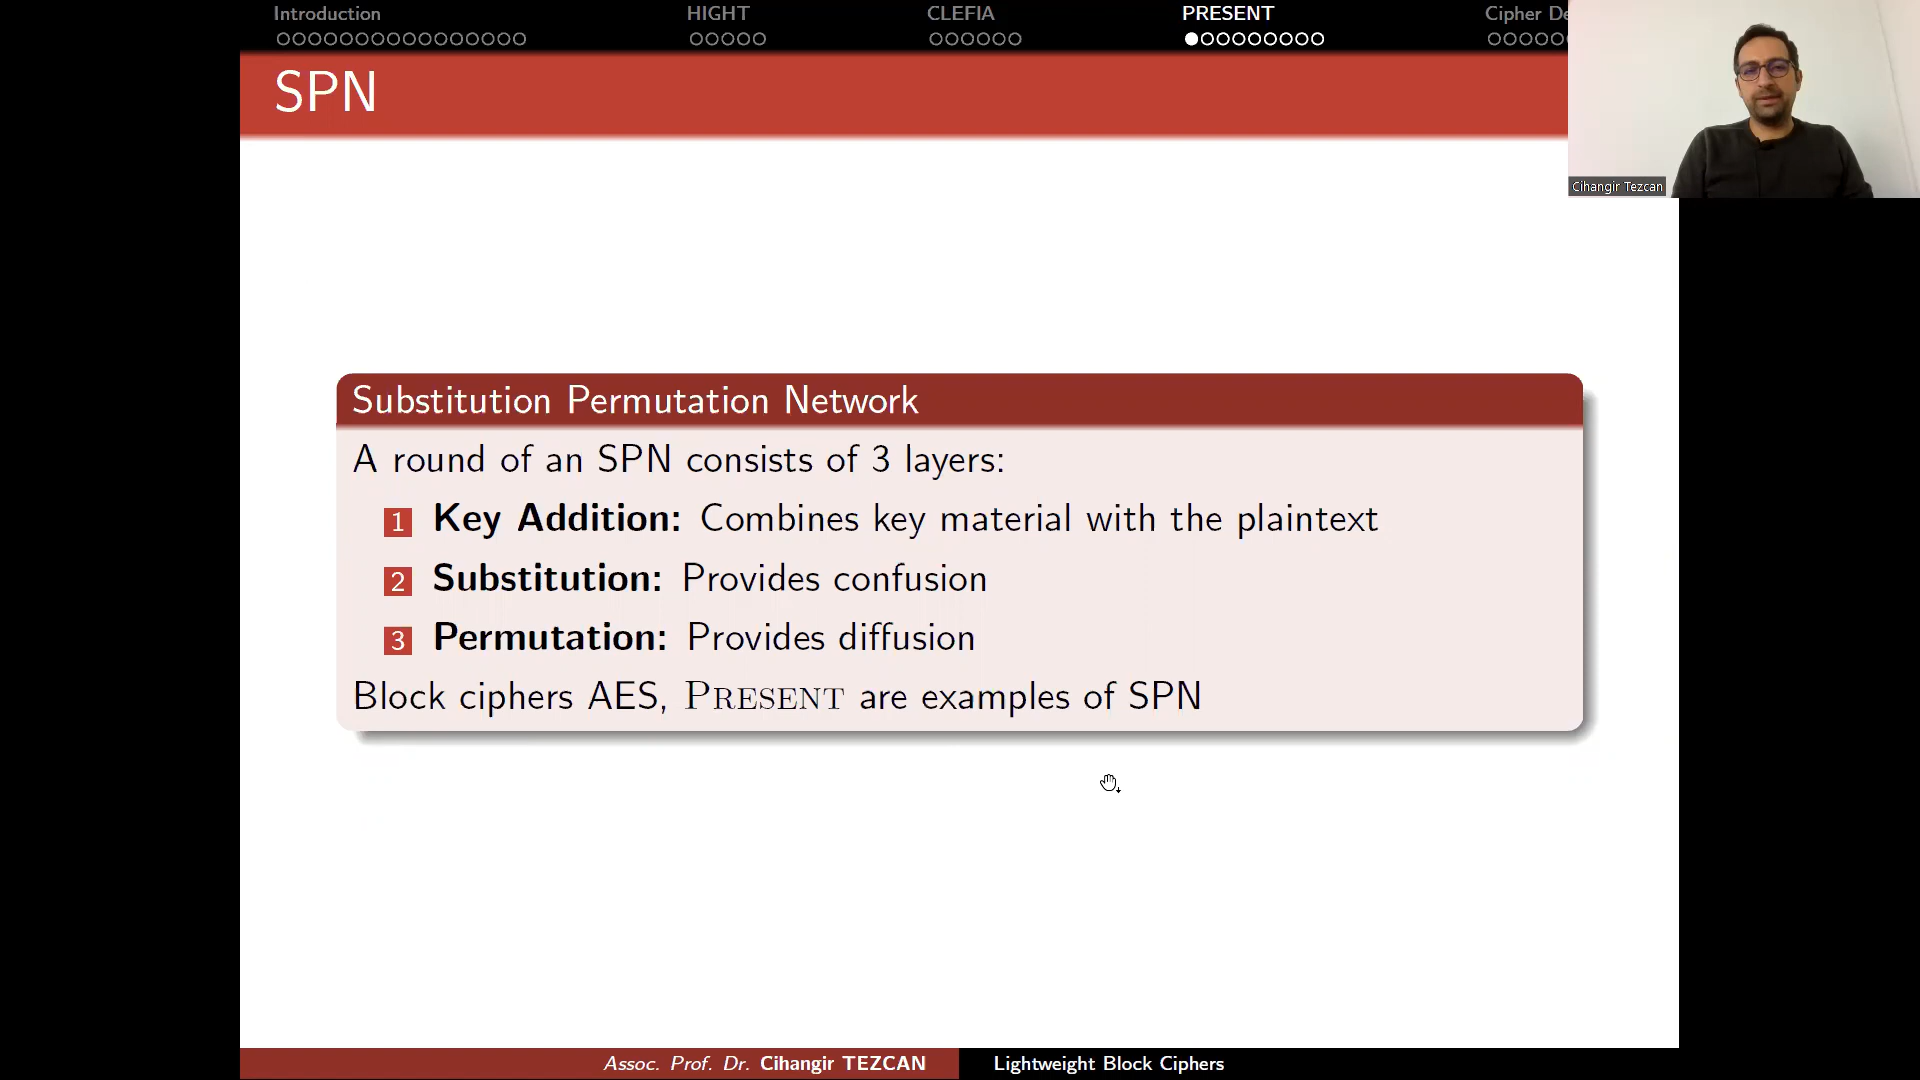 Introduction
HIGHT
CLEFIA
PRESENT
Cipher De
SPN
Cihangir Tezcan
Substitution Permutation Network
A round of an SPN consists of 3 layers:
1 Key Addition: Combines key material with the plaintext
2 Substitution: Provides confusion
3 Permutation: Provides diffusion
Block ciphers AES, PRESENT are examples of SPN
Assoc. Prof. Dr. Cihangir TEZCAN
Lightweight Block Ciphers